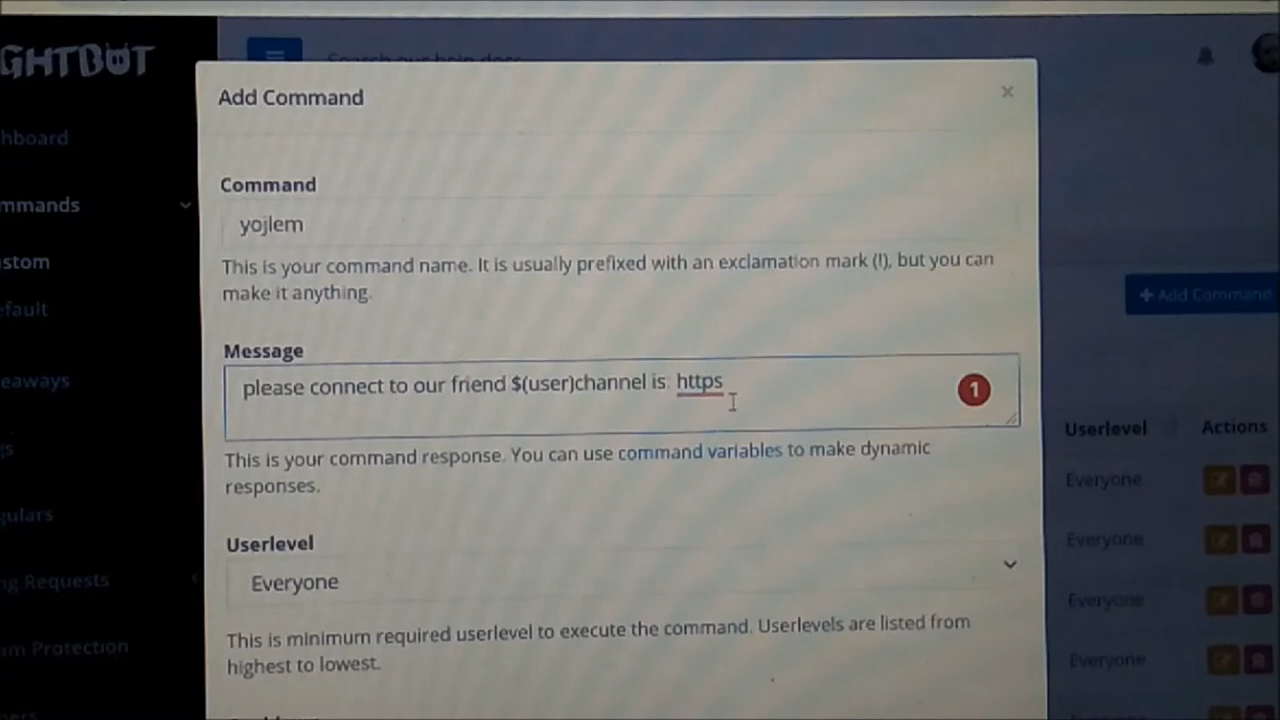 GHTBOT
Add Command
×
hboard
Command
mmands
yojlem
This is your command name. It is usually prefixed with an exclamation mark (!), but you can
make it anything.
stom
efault
+ Add Command
Message
please connect to our friend $(user)channel is: https
1
eaways
This is your command response. You can use command variables to make dynamic
responses.
Userlevel
Actions
gs
Everyone
gulars
Userlevel
Everyone
Everyone
ng Requests
Everyone
This is minimum required userlevel to execute the command. Userlevels are listed from
highest to lowest.
am Protection
Everyone